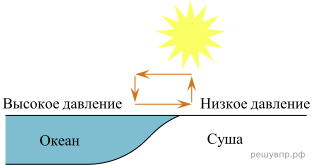 Высокое давление
Низкое давление
Океан
Суша
решувпр.рф